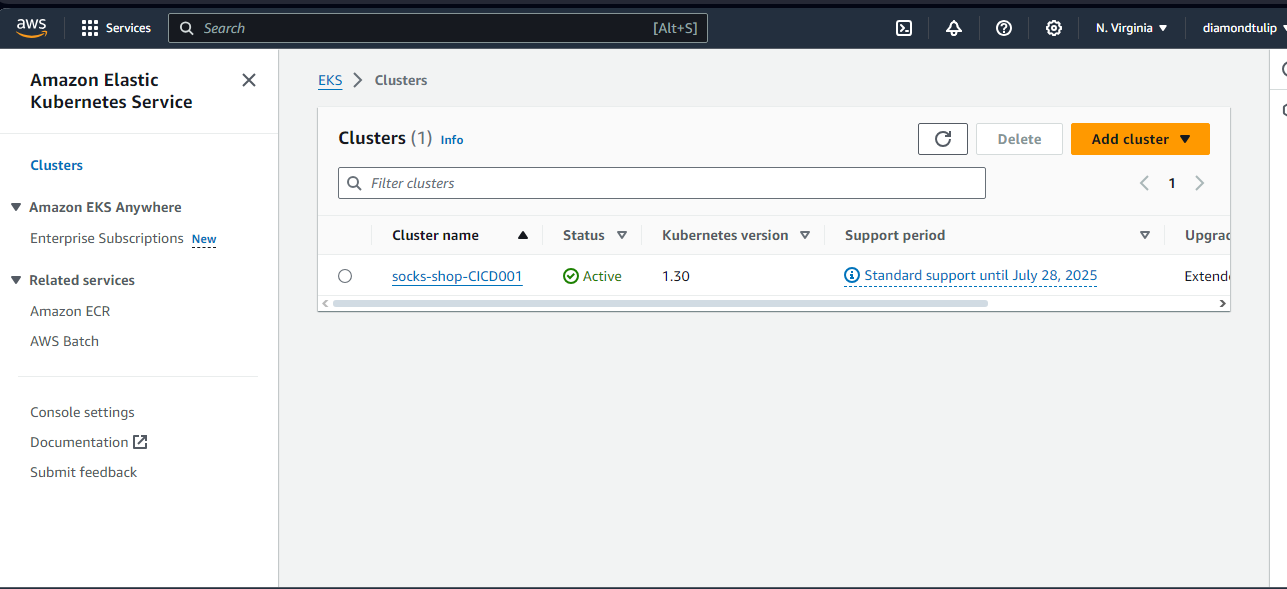 aws
Services
Search
[Alt+S]
N. Virginia
diamondtulip
Amazon Elastic
Kubernetes Service
Clusters
Amazon EKS Anywhere
Enterprise Subscriptions New
Related services
Amazon ECR
AWS Batch
Console settings
Documentation
Submit feedback
EKS > Clusters
Clusters (1) Info
Delete
Add cluster
Filter clusters
1
Cluster name Status Kubernetes version Support period Upgrad
socks-shop-CICD001 Active 1.30 Standard support until July 28, 2025 Extende